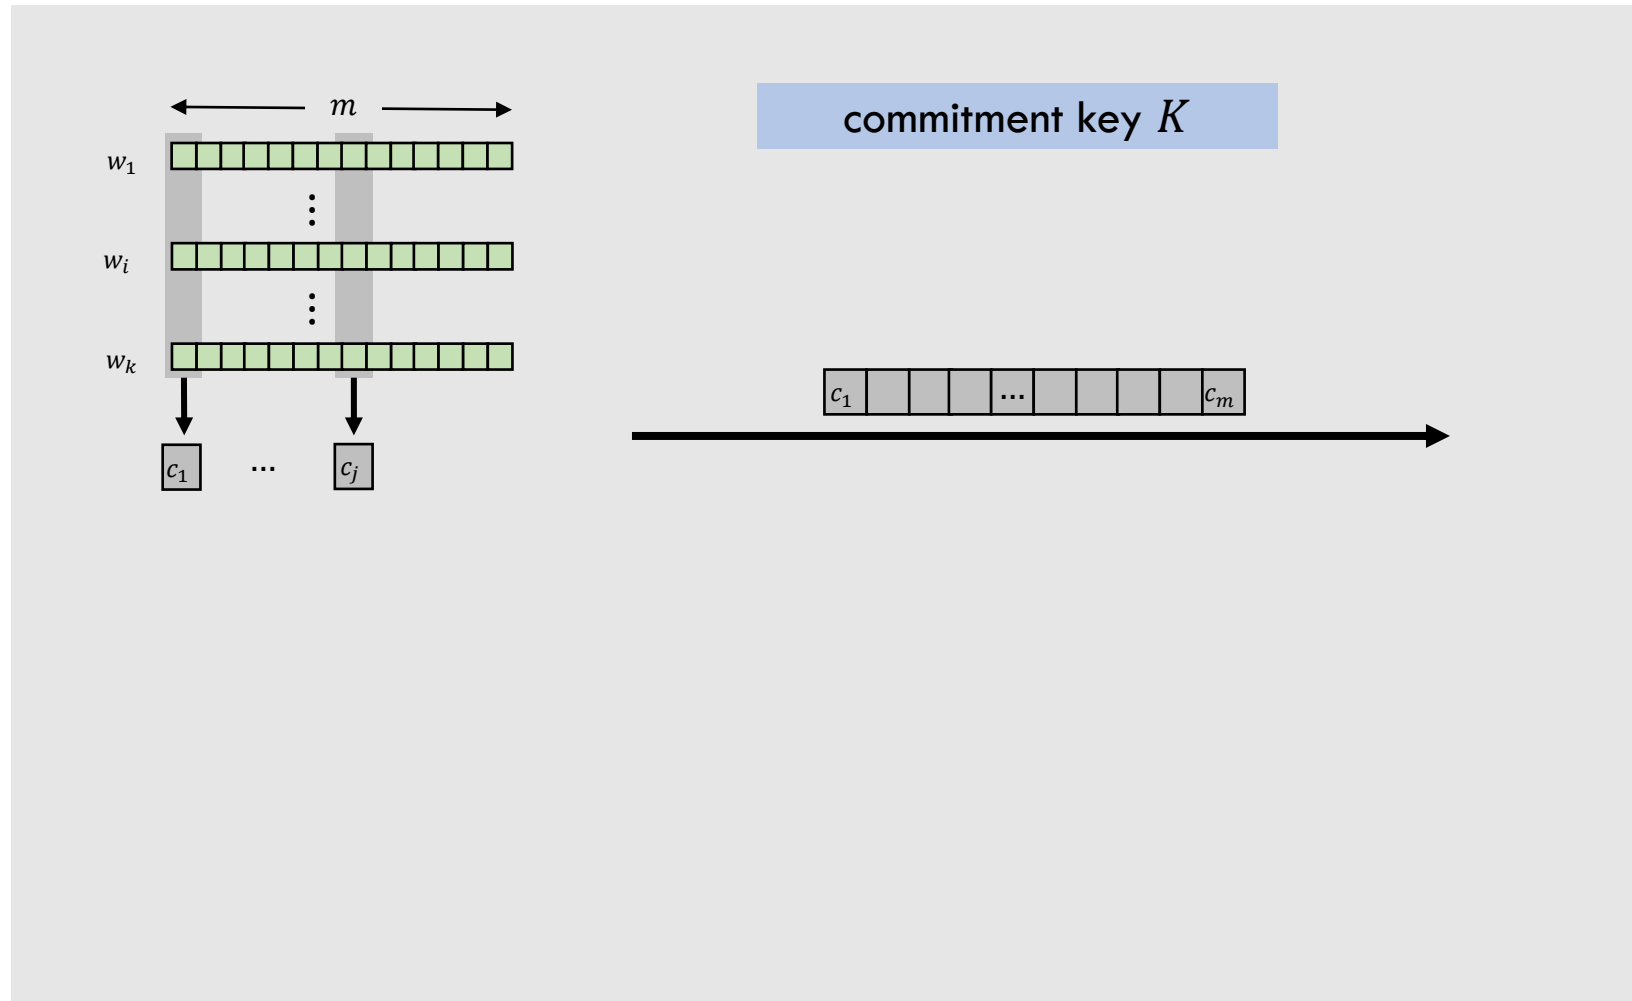 m
commitment key K
w₁
⋮
wᵢ
⋮
wₖ
c₁ ... cⱼ
c₁ ... cₘ